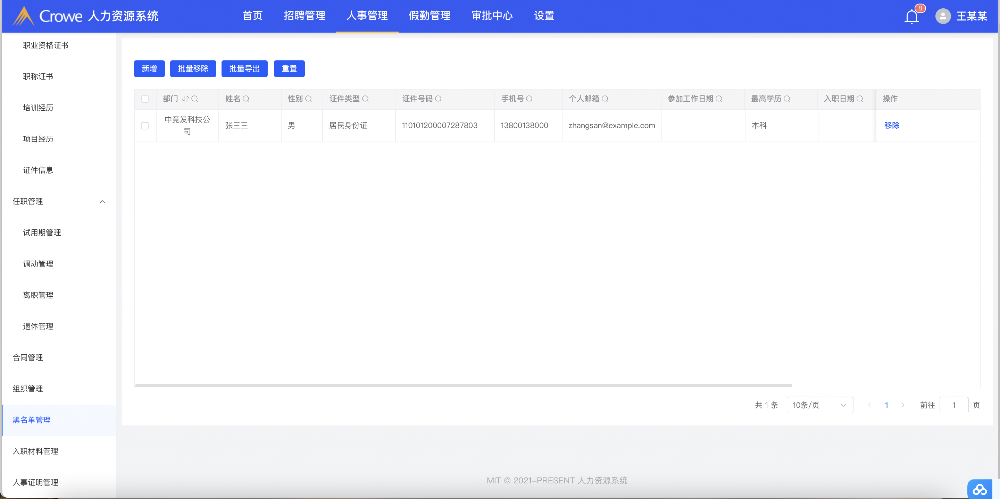 Crowe 人力资源系统
首页
招聘管理
人事管理
假勤管理
审批中心
设置
8
王某某
职业资格证书
职称证书
培训经历
项目经历
证件信息
任职管理
试用期管理
调动管理
离职管理
退休管理
合同管理
组织管理
黑名单管理
入职材料管理
人事证明管理
新增
批量移除
批量导出
重置
部门
姓名
性别
证件类型
证件号码
手机号
个人邮箱
参加工作日期
最高学历
入职日期
操作
中竞发科技公
司
张三三
男
居民身份证
110101200007287803
13800138000
zhangsan@example.com
本科
移除
共 1 条
10条/页
1
前往
1
页
MIT © 2021-PRESENT 人力资源系统